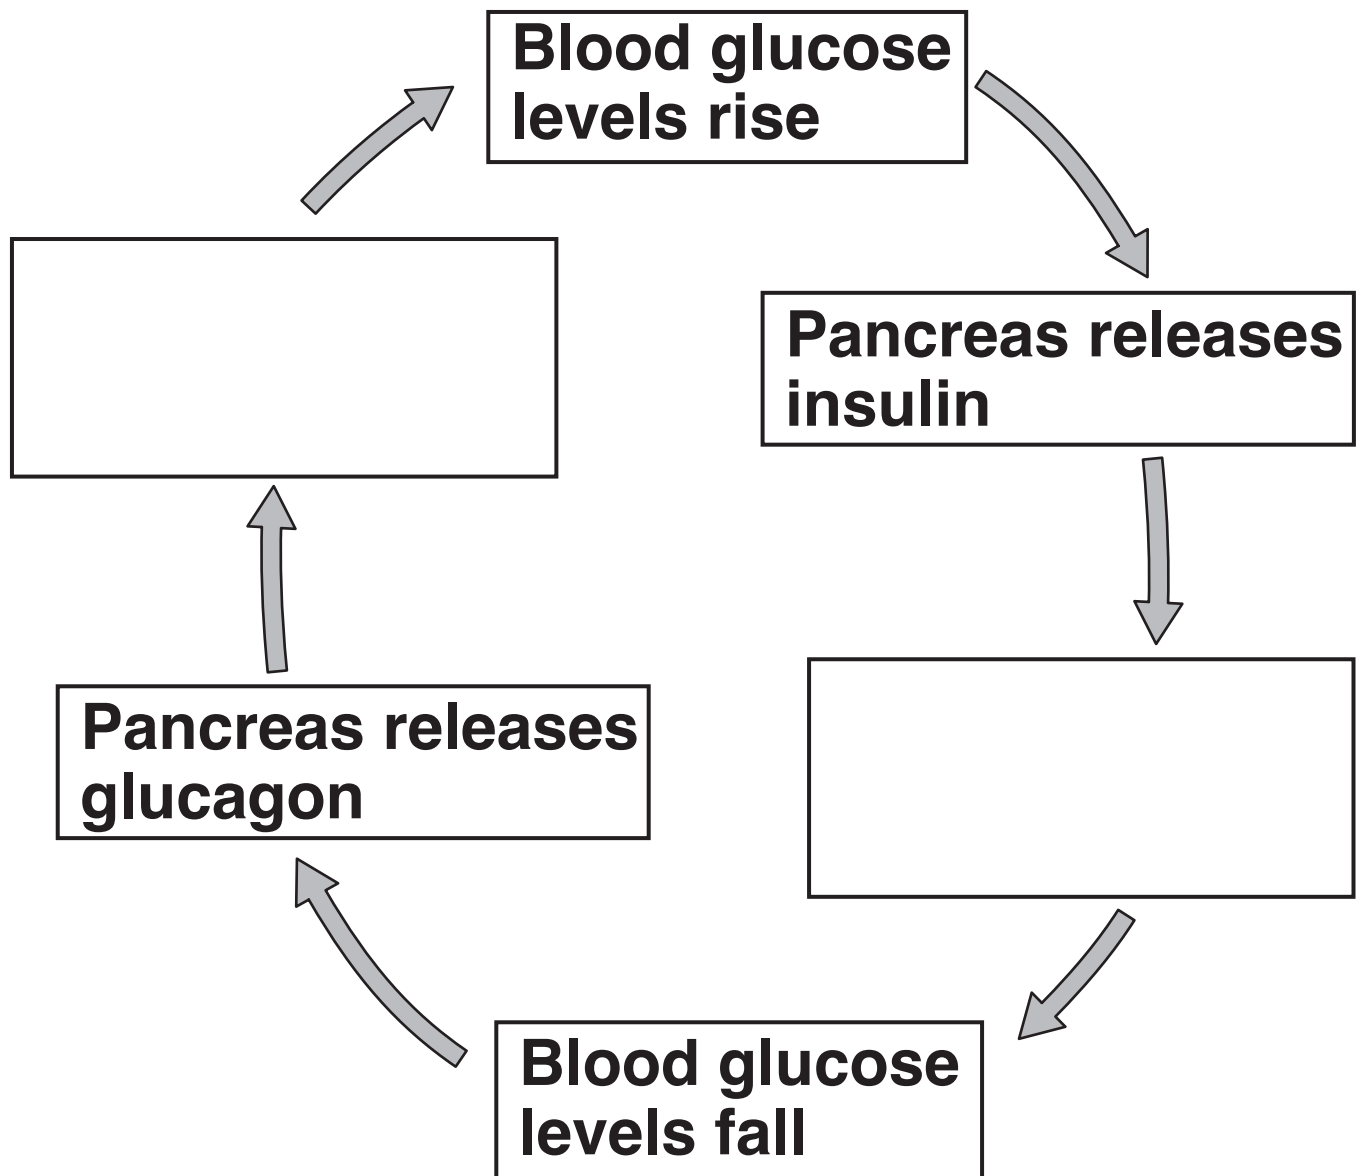 Blood glucose
levels rise
Pancreas releases
insulin
Pancreas releases
glucagon
Blood glucose
levels fall